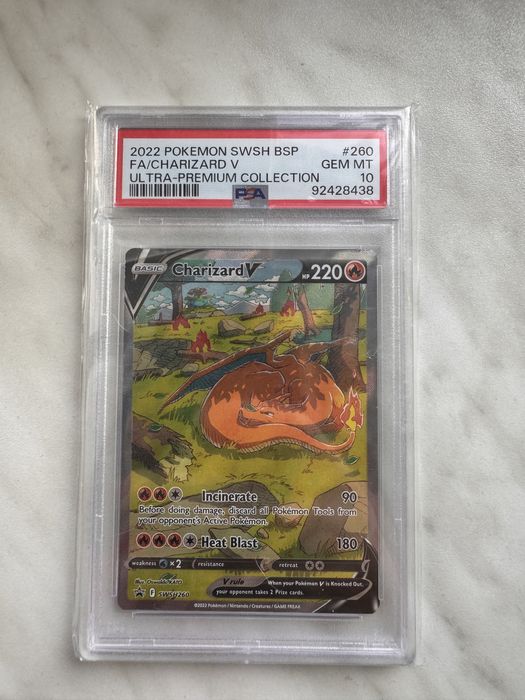 2022 POKEMON SWSH BSP #260
FA/CHARIZARD V GEM MT
ULTRA-PREMIUM COLLECTION 10
PSA 92428438
BASIC Charizard V HP 220
Incinerate 90
Before doing damage, discard all Pokémon Tools from
your opponent's Active Pokémon.
Heat Blast 180
weakness ×2 resistance retreat
V rule When your Pokémon V is Knocked Out,
your opponent takes 2 Prize cards.
F SWSH260
©2022 Pokémon / Nintendo / Creatures / GAME FREAK